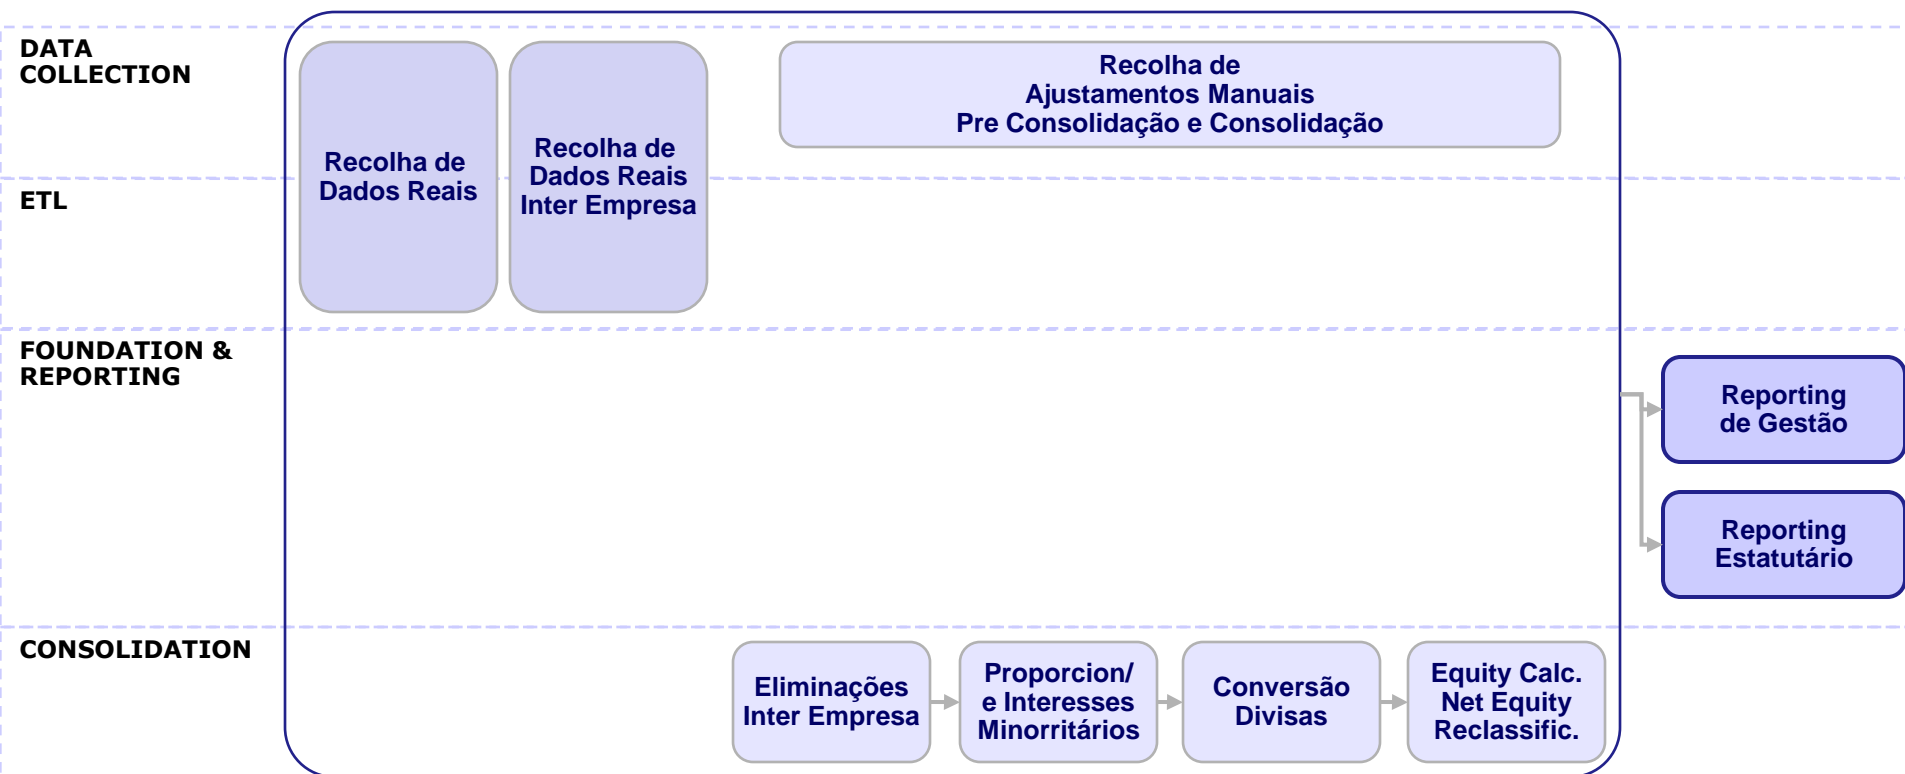 DATA
COLLECTION
Recolha de
Dados Reais
Recolha de
Dados Reais
Inter Empresa
Recolha de
Ajustamentos Manuais
Pre Consolidação e Consolidação
ETL
FOUNDATION &
REPORTING
Reporting
de Gestão
Reporting
Estatutário
CONSOLIDATION
Eliminações
Inter Empresa
Proporcion/
e Interesses
Minorritários
Conversão
Divisas
Equity Calc.
Net Equity
Reclassific.